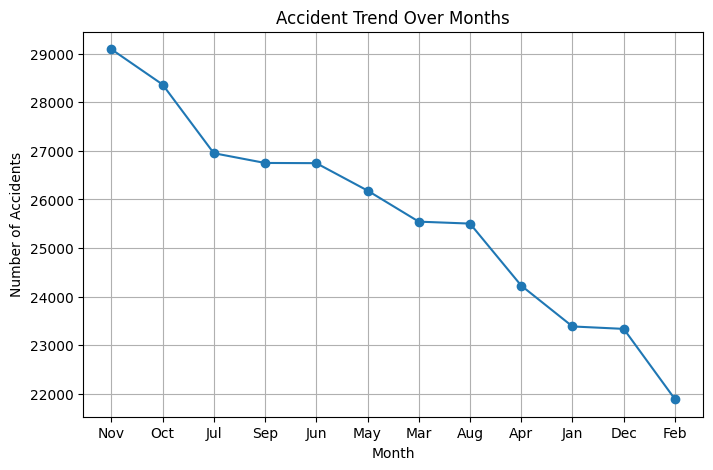 Accident Trend Over Months
Number of Accidents
29000
28000
27000
26000
25000
24000
23000
22000
Nov Oct Jul Sep Jun May Mar Aug Apr Jan Dec Feb
Month